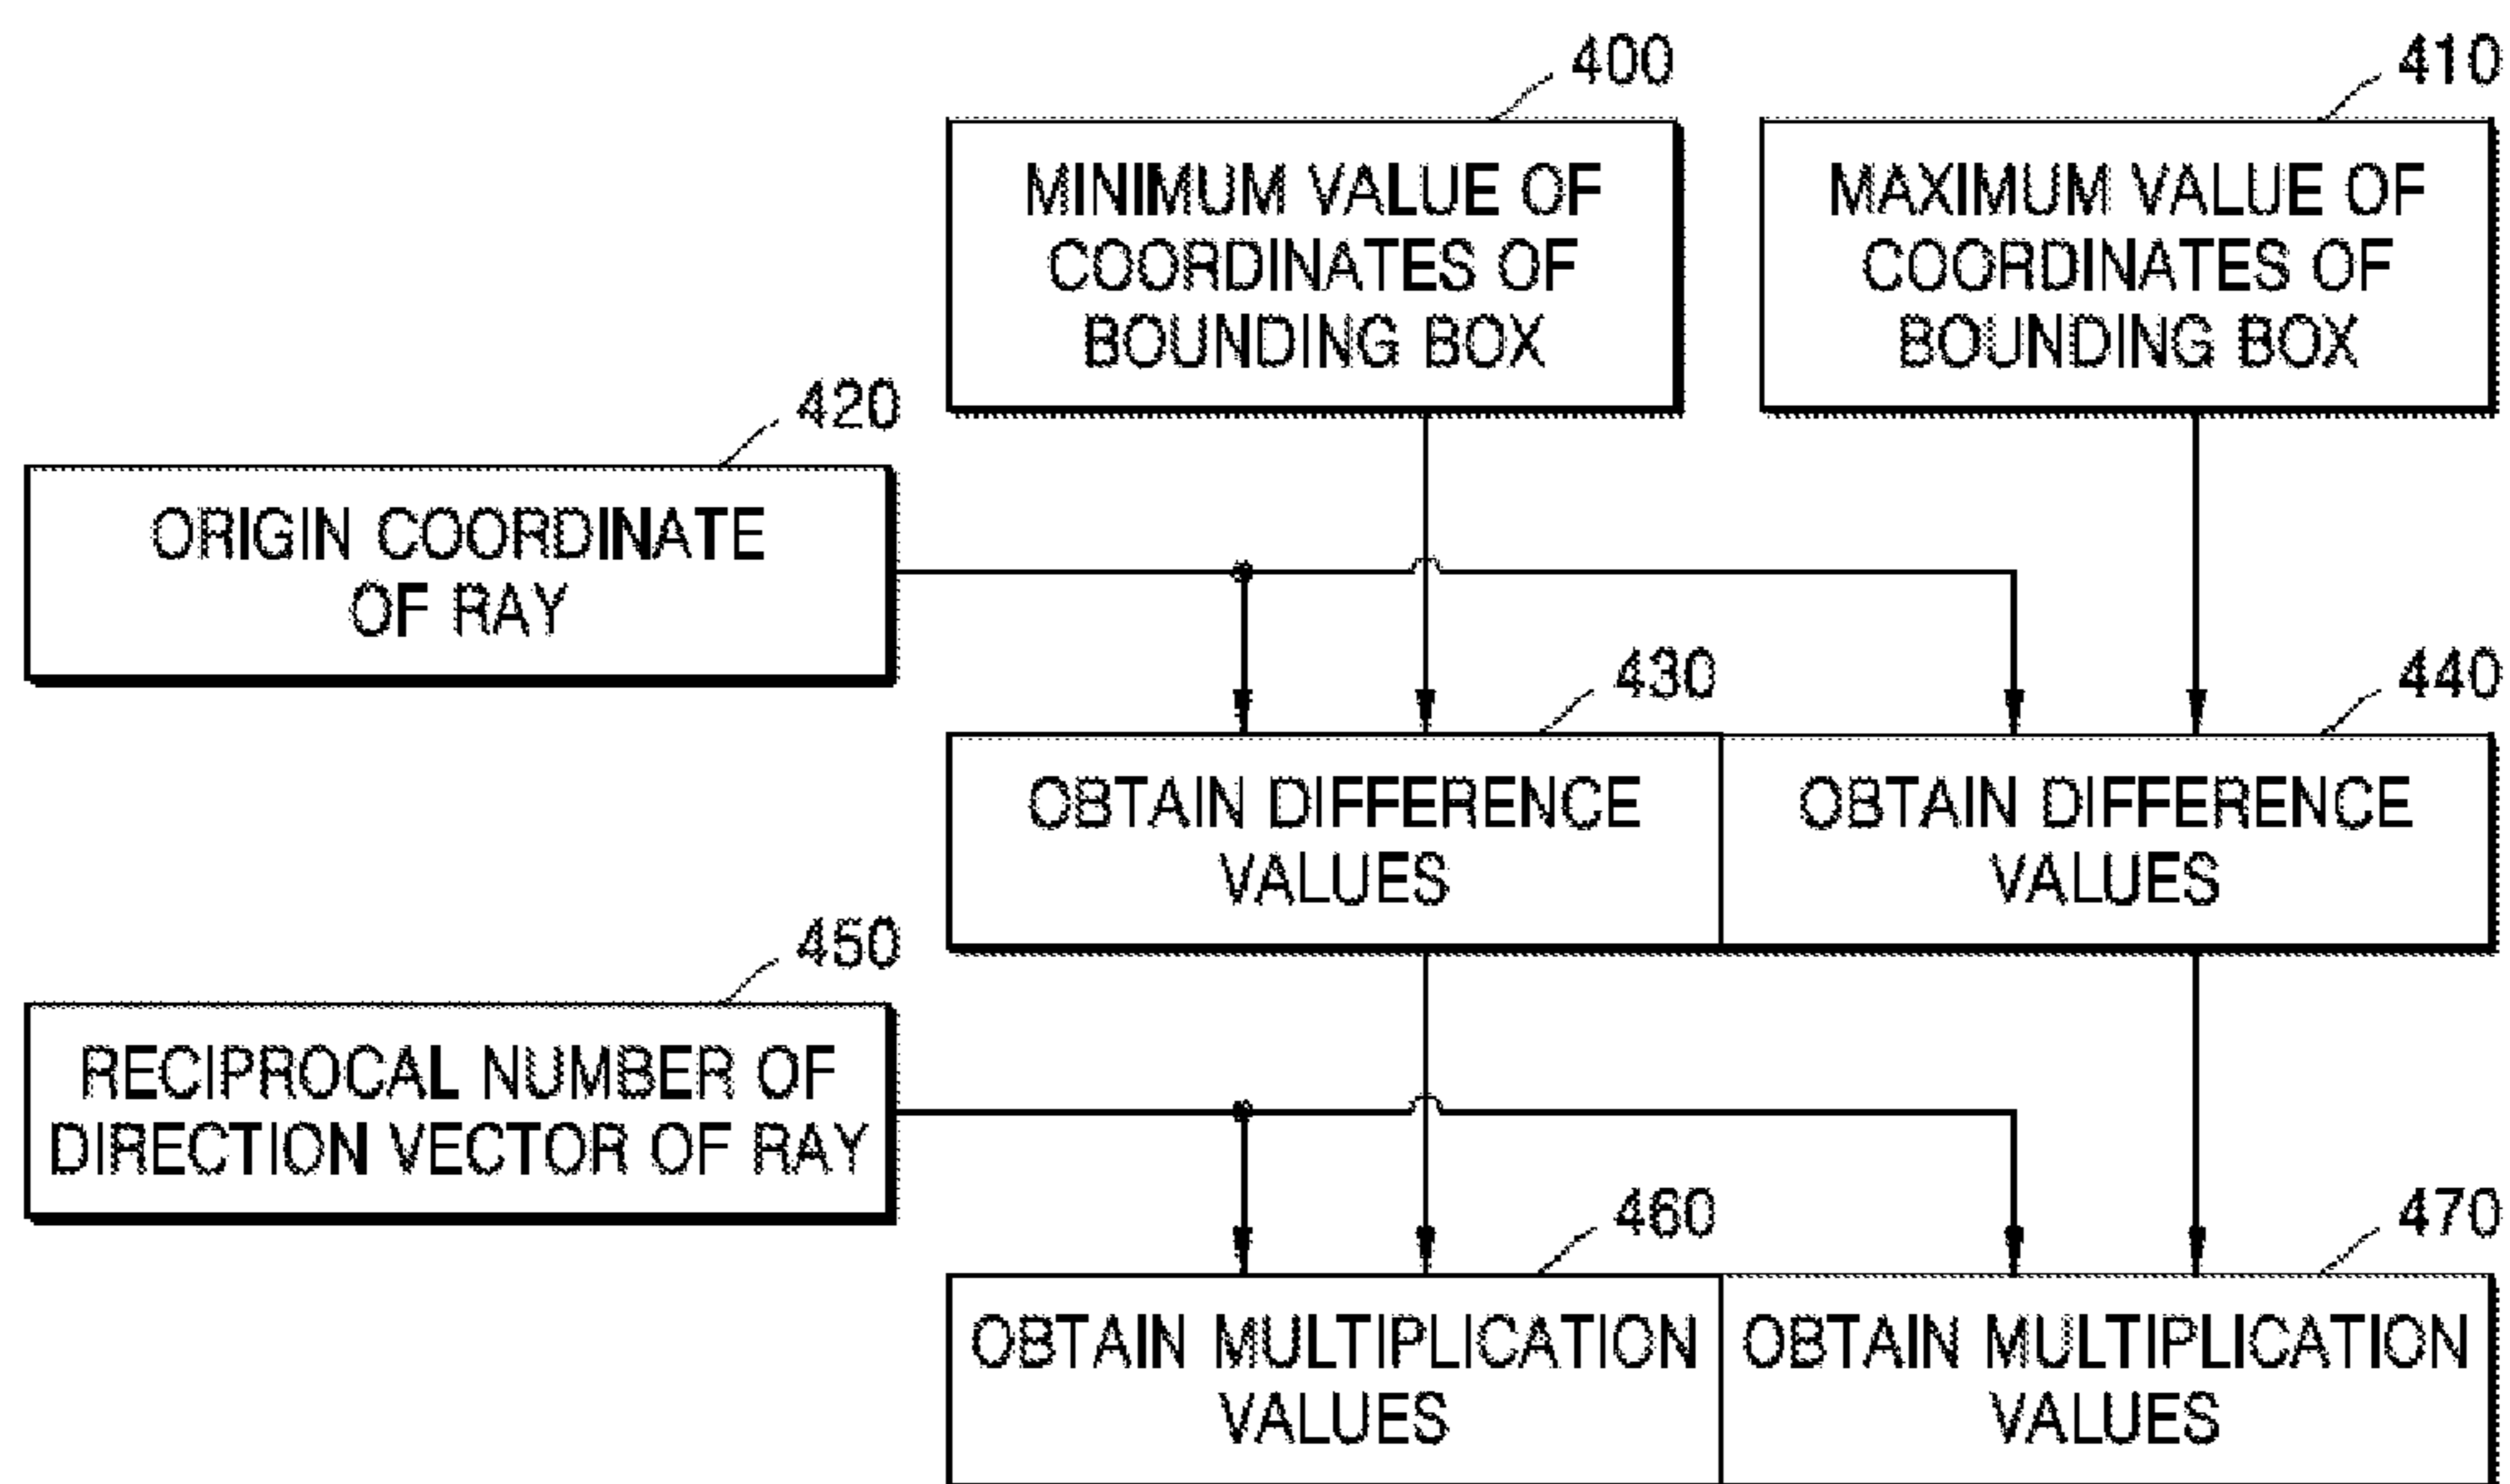 400
410
MINIMUM VALUE OF
COORDINATES OF
BOUNDING BOX
MAXIMUM VALUE OF
COORDINATES OF
BOUNDING BOX
420
ORIGIN COORDINATE
OF RAY
430
440
OBTAIN DIFFERENCE
VALUES
OBTAIN DIFFERENCE
VALUES
450
RECIPROCAL NUMBER OF
DIRECTION VECTOR OF RAY
460
470
OBTAIN MULTIPLICATION
VALUES
OBTAIN MULTIPLICATION
VALUES